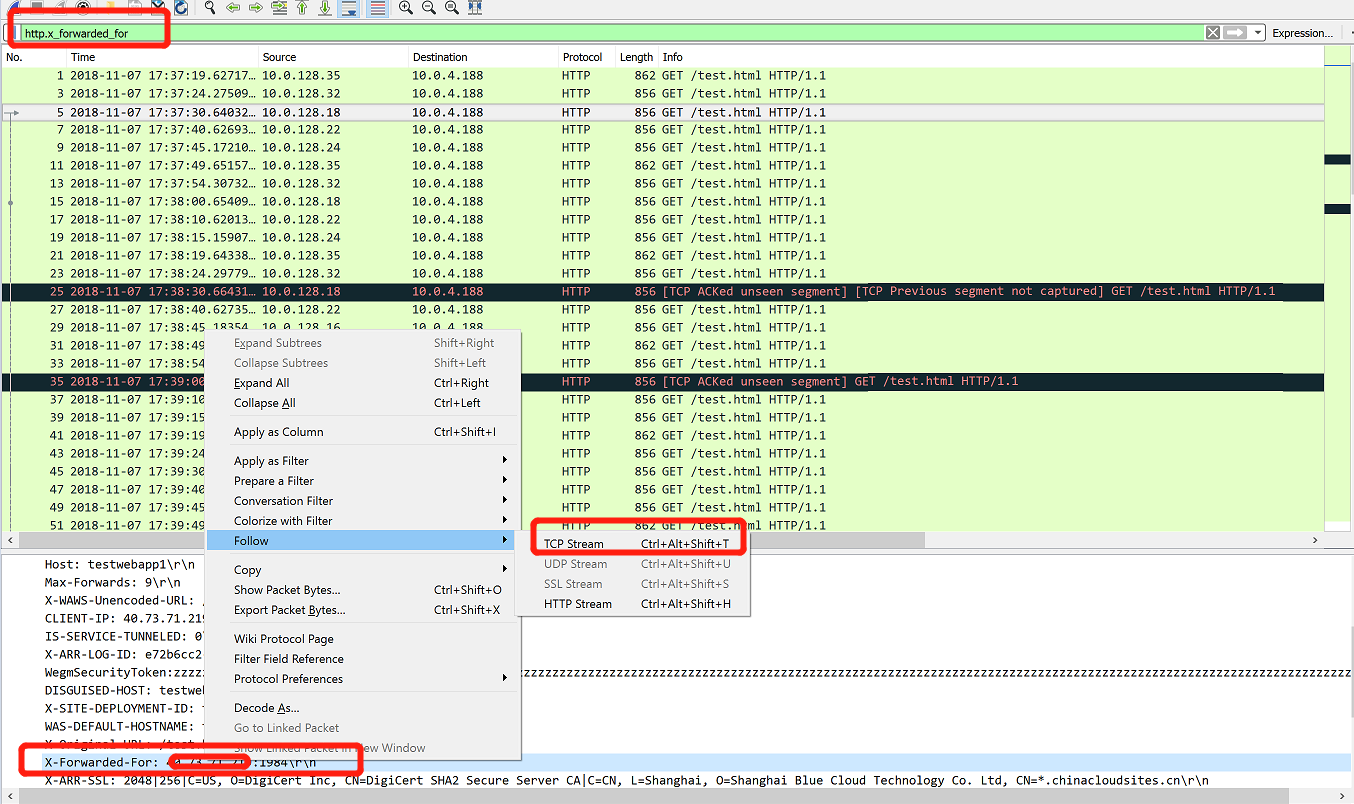 http.x_forwarded_for
Expression...
No. Time Source Destination Protocol Length Info
1 2018-11-07 17:37:19.62717… 10.0.128.35 10.0.4.188 HTTP 862 GET /test.html HTTP/1.1
3 2018-11-07 17:37:24.27509… 10.0.128.32 10.0.4.188 HTTP 856 GET /test.html HTTP/1.1
5 2018-11-07 17:37:30.64032… 10.0.128.18 10.0.4.188 HTTP 856 GET /test.html HTTP/1.1
7 2018-11-07 17:37:40.62693… 10.0.128.22 10.0.4.188 HTTP 856 GET /test.html HTTP/1.1
9 2018-11-07 17:37:45.17210… 10.0.128.24 10.0.4.188 HTTP 856 GET /test.html HTTP/1.1
11 2018-11-07 17:37:49.65157… 10.0.128.35 10.0.4.188 HTTP 862 GET /test.html HTTP/1.1
13 2018-11-07 17:37:54.30732… 10.0.128.32 10.0.4.188 HTTP 856 GET /test.html HTTP/1.1
15 2018-11-07 17:38:00.65409… 10.0.128.18 10.0.4.188 HTTP 856 GET /test.html HTTP/1.1
17 2018-11-07 17:38:10.62013… 10.0.128.22 10.0.4.188 HTTP 856 GET /test.html HTTP/1.1
19 2018-11-07 17:38:15.15907… 10.0.128.24 10.0.4.188 HTTP 856 GET /test.html HTTP/1.1
21 2018-11-07 17:38:19.64338… 10.0.128.35 10.0.4.188 HTTP 862 GET /test.html HTTP/1.1
23 2018-11-07 17:38:24.29779… 10.0.128.32 10.0.4.188 HTTP 856 GET /test.html HTTP/1.1
25 2018-11-07 17:38:30.66431… 10.0.128.18 10.0.4.188 HTTP 856 [TCP ACKed unseen segment] [TCP Previous segment not captured] GET /test.html HTTP/1.1
27 2018-11-07 17:38:40.62735… 10.0.128.22 10.0.4.188 HTTP 856 GET /test.html HTTP/1.1
29 2018-11-07 17:38:45.18354… 10.0.128.16 10.0.4.188 HTTP 856 GET /test.html HTTP/1.1
31 2018-11-07 17:38:49 HTTP 862 GET /test.html HTTP/1.1
33 2018-11-07 17:38:54 HTTP 856 GET /test.html HTTP/1.1
35 2018-11-07 17:39:00 HTTP 856 [TCP ACKed unseen segment] GET /test.html HTTP/1.1
37 2018-11-07 17:39:10 HTTP 856 GET /test.html HTTP/1.1
39 2018-11-07 17:39:15 HTTP 856 GET /test.html HTTP/1.1
41 2018-11-07 17:39:19 HTTP 862 GET /test.html HTTP/1.1
43 2018-11-07 17:39:24 HTTP 856 GET /test.html HTTP/1.1
45 2018-11-07 17:39:30 HTTP 856 GET /test.html HTTP/1.1
47 2018-11-07 17:39:40 HTTP 856 GET /test.html HTTP/1.1
49 2018-11-07 17:39:45 HTTP 856 GET /test.html HTTP/1.1
51 2018-11-07 17:39:49 HTTP 862 GET /test.html HTTP/1.1
Expand Subtrees Shift+Right
Collapse Subtrees Shift+Left
Expand All Ctrl+Right
Collapse All Ctrl+Left
Apply as Column Ctrl+Shift+I
Apply as Filter
Prepare a Filter
Conversation Filter
Colorize with Filter
Follow
Copy
Show Packet Bytes... Ctrl+Shift+O
Export Packet Bytes... Ctrl+Shift+X
Wiki Protocol Page
Filter Field Reference
Protocol Preferences
Decode As...
Go to Linked Packet
Show Linked Packet in New Window
TCP Stream Ctrl+Alt+Shift+T
UDP Stream Ctrl+Alt+Shift+U
SSL Stream Ctrl+Alt+Shift+S
HTTP Stream Ctrl+Alt+Shift+H
Host: testwebapp1\r\n
Max-Forwards: 9\r\n
X-WAWS-Unencoded-URL: /
CLIENT-IP: 40.73.71.219
IS-SERVICE-TUNNELED: 0
X-ARR-LOG-ID: e72b6cc2
WegmSecurityToken:zzzz
DISGUISED-HOST: testweb
X-SITE-DEPLOYMENT-ID:
WAS-DEFAULT-HOSTNAME:
X-Original-URL: /test.
X-Forwarded-For: :1984\r\n
X-ARR-SSL: 2048|256|C=US, O=DigiCert Inc, CN=DigiCert SHA2 Secure Server CA|C=CN, L=Shanghai, O=Shanghai Blue Cloud Technology Co. Ltd, CN=*.chinacloudsites.cn\r\n